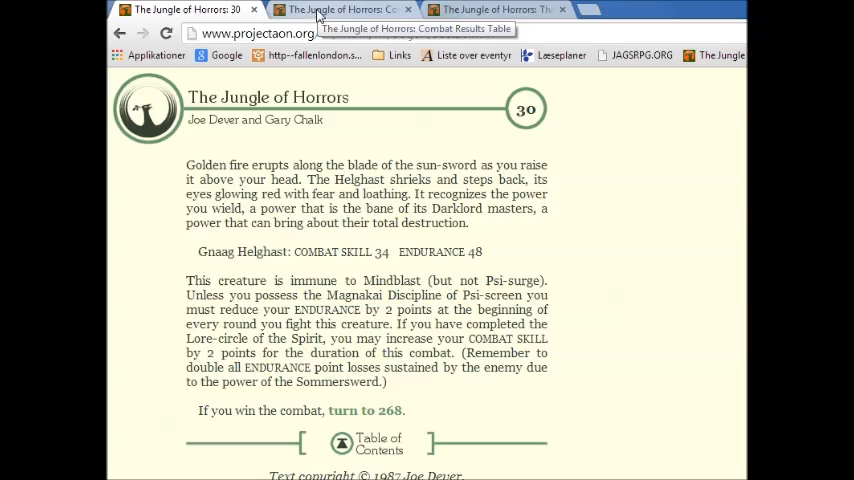 The Jungle of Horrors: 30
The Jungle of Horrors: Co
The Jungle of Horrors: Th
www.projectaon.org
The Jungle of Horrors: Combat Results Table
Applikationer
Google
http--fallenlondon.s...
Links
Liste over eventyr
Læseplaner
JAGSRPG.ORG
The Jungle
The Jungle of Horrors
Joe Dever and Gary Chalk
30
Golden fire erupts along the blade of the sun-sword as you raise
it above your head. The Helghast shrieks and steps back, its
eyes glowing red with fear and loathing. It recognizes the power
you wield, a power that is the bane of its Darklord masters, a
power that can bring about their total destruction.
Gnaag Helghast: COMBAT SKILL 34 ENDURANCE 48
This creature is immune to Mindblast (but not Psi-surge).
Unless you possess the Magnakai Discipline of Psi-screen you
must reduce your ENDURANCE by 2 points at the beginning of
every round you fight this creature. If you have completed the
Lore-circle of the Spirit, you may increase your COMBAT SKILL
by 2 points for the duration of this combat. (Remember to
double all ENDURANCE point losses sustained by the enemy due
to the power of the Sommerswerd.)
If you win the combat, turn to 268.
Table of
Contents
Text copyright © 1987 Joe Dever.